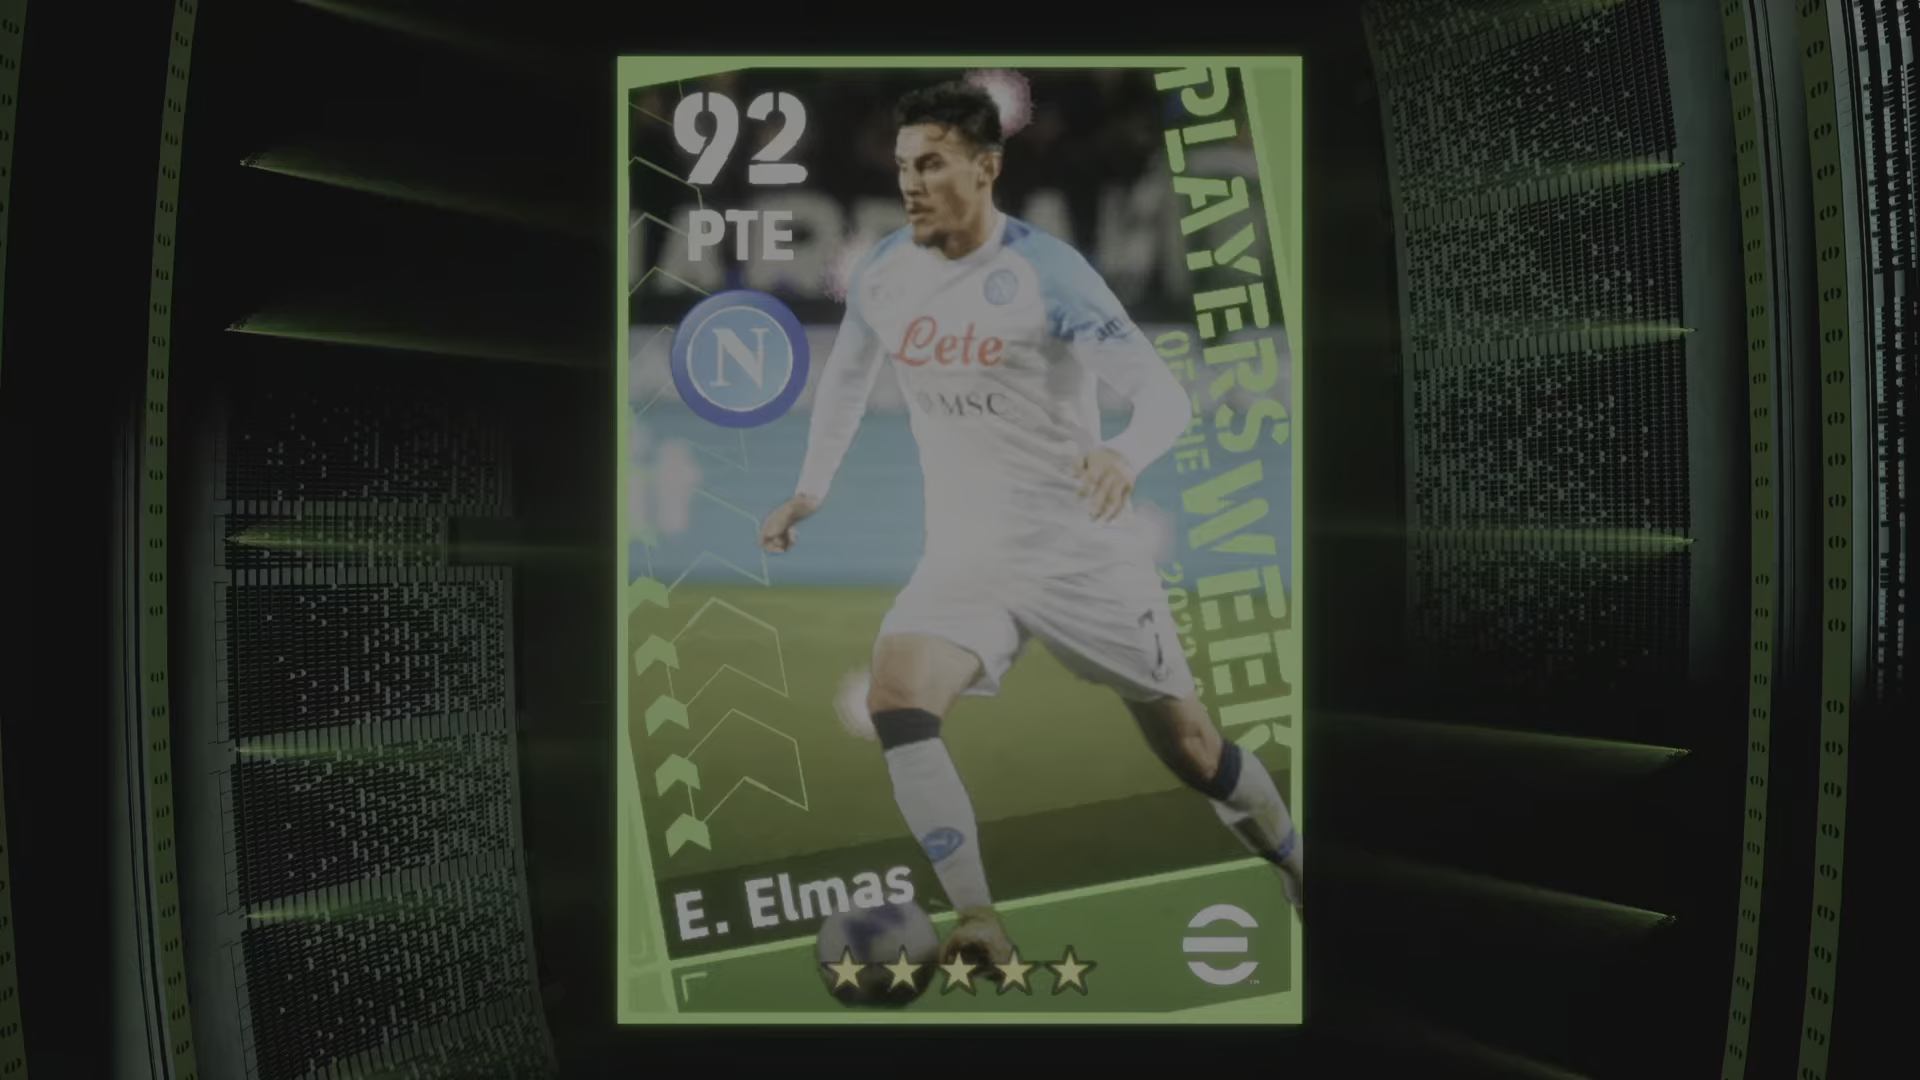 92
PTE
N
Lete
MSC
PLAYERS
OF THE
WEEK
E. Elmas